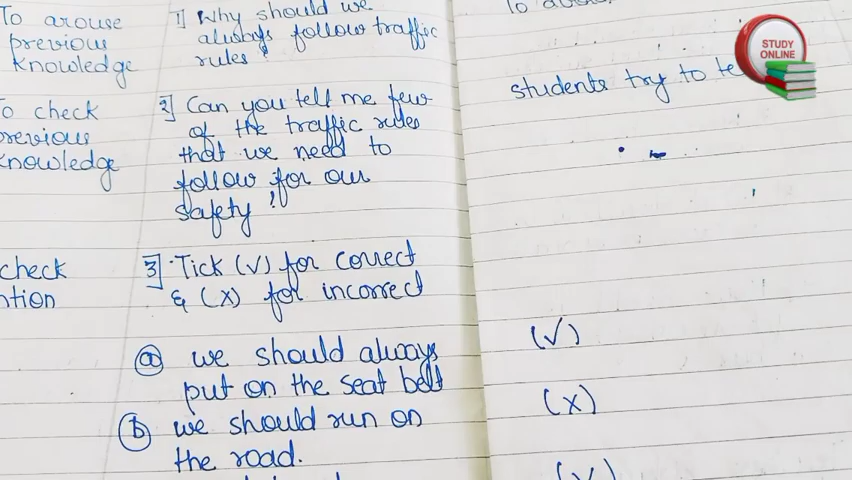 To arouse
previous
knowledge
1] Why should we
always follow traffic
rules?
To check
previous
knowledge
2] Can you tell me few
of the traffic rules
that we need to
follow for our
safety?
students try to
check
3] Tick (√) for correct
& (X) for incorrect
(a) we should always
put on the seat belt
(√)
(b) we should run on
the road.
(X)
(√)
STUDY
ONLINE